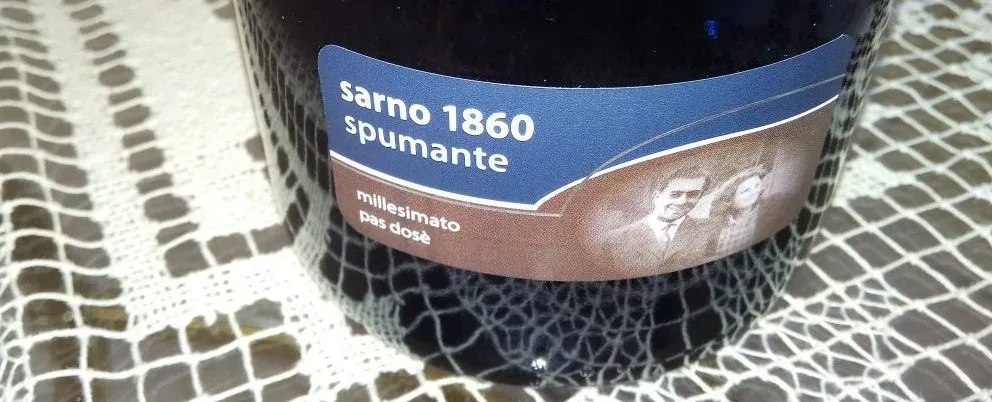 sarno 1860
spumante
millesimato
pas dosè